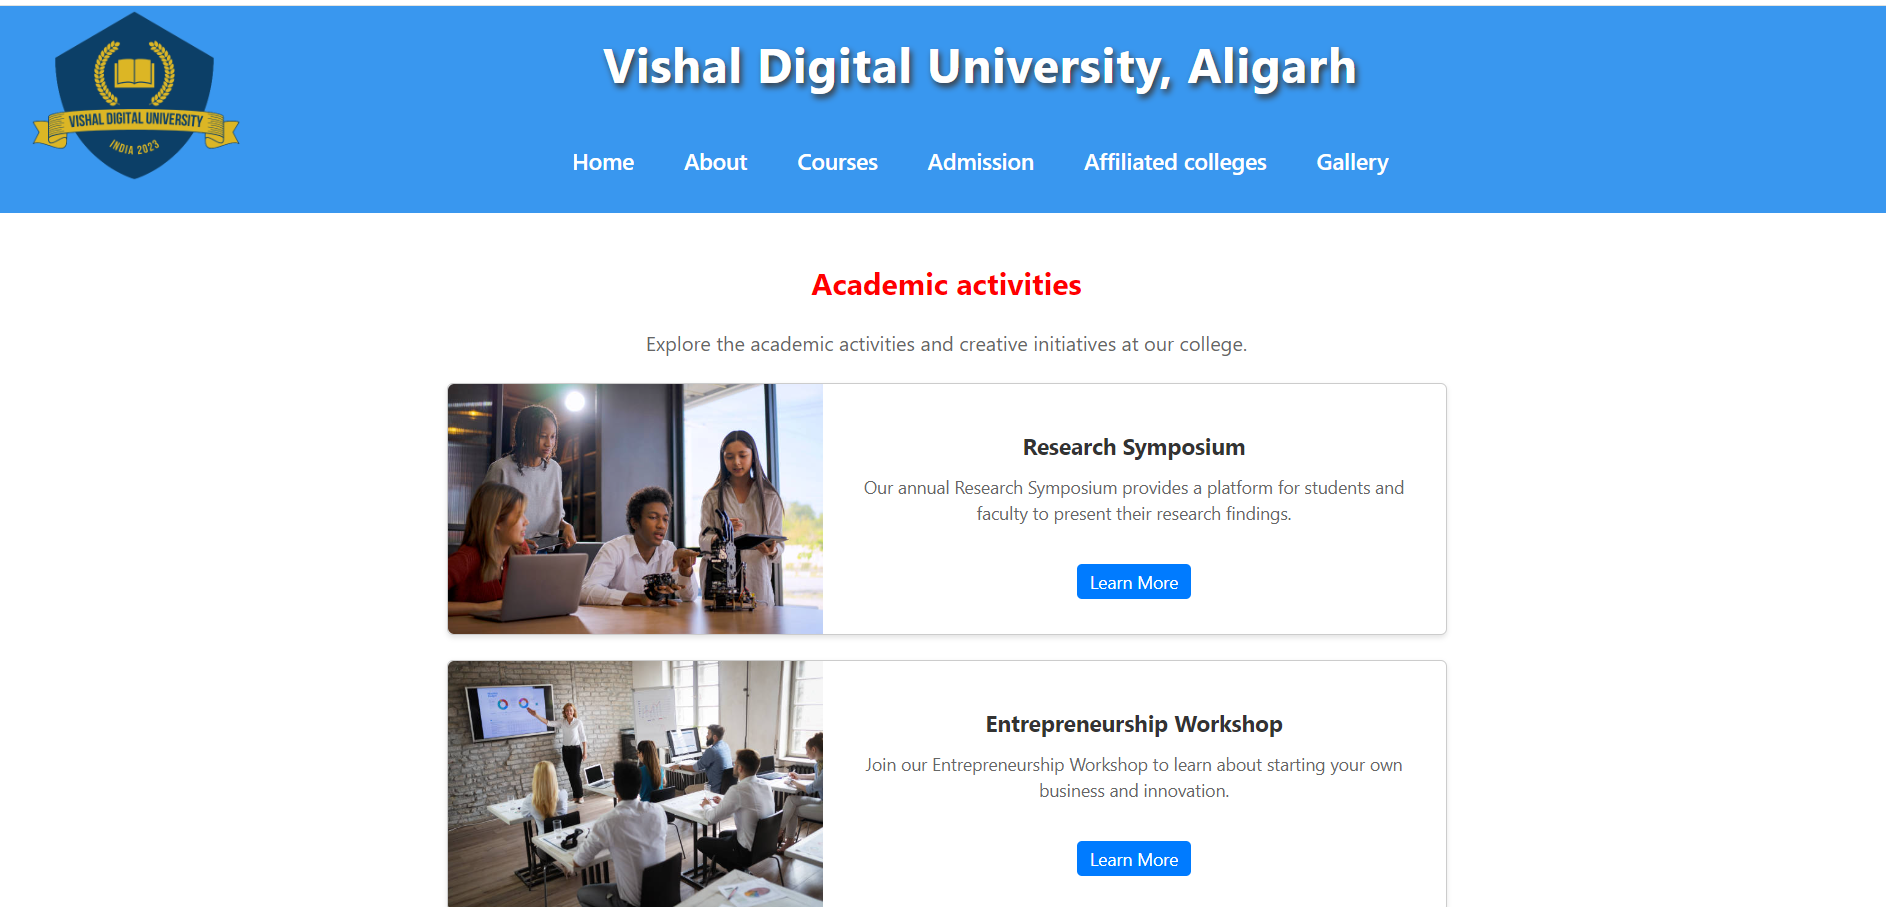 VISHAL DIGITAL UNIVERSITY
INDIA 2023
Vishal Digital University, Aligarh
Home About Courses Admission Affiliated colleges Gallery
Academic activities
Explore the academic activities and creative initiatives at our college.
Research Symposium
Our annual Research Symposium provides a platform for students and
faculty to present their research findings.
Learn More
Entrepreneurship Workshop
Join our Entrepreneurship Workshop to learn about starting your own
business and innovation.
Learn More